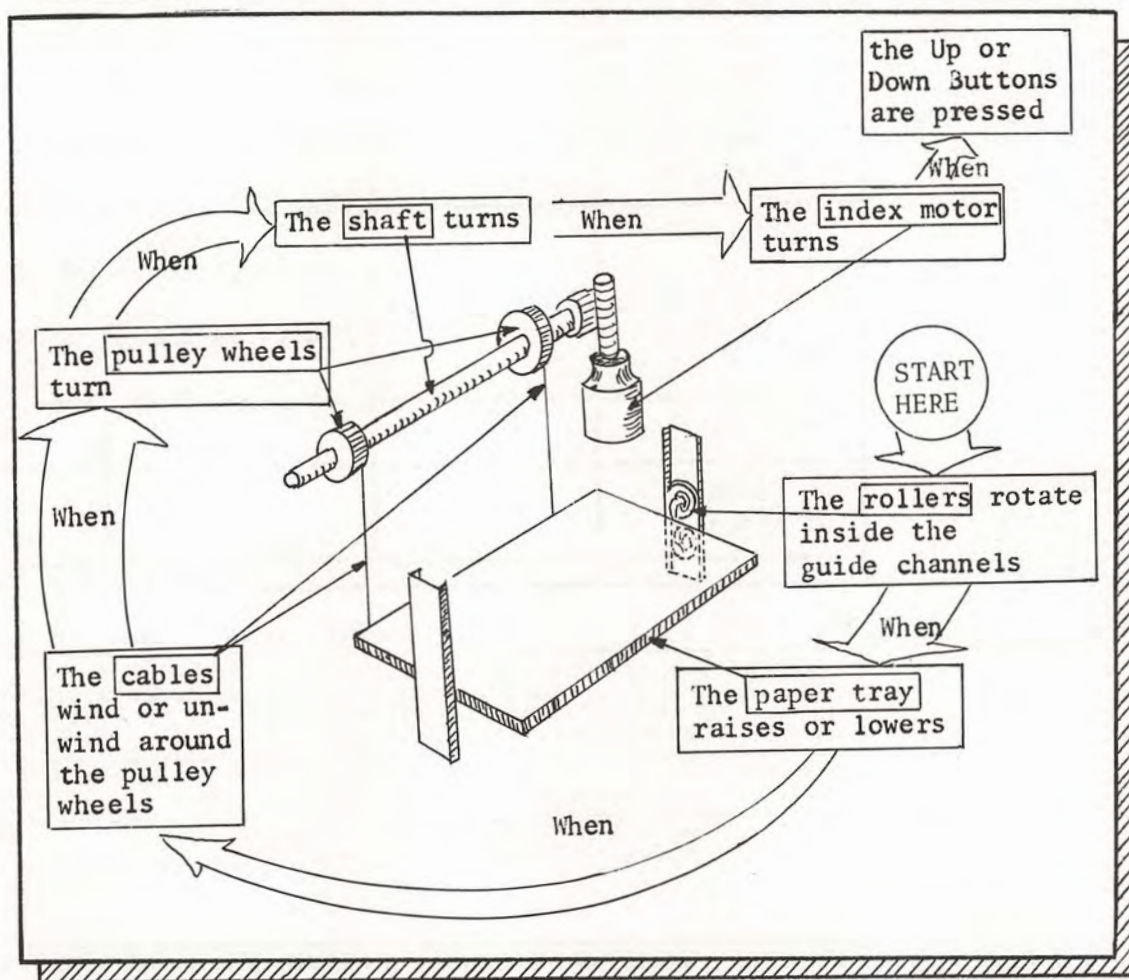 START
HERE
The rollers rotate
inside the
guide channels
When
The paper tray
raises or lowers
When
The cables
wind or un-
wind around
the pulley
wheels
When
The pulley wheels
turn
When
The shaft turns
When
The index motor
turns
When
the Up or
Down Buttons
are pressed